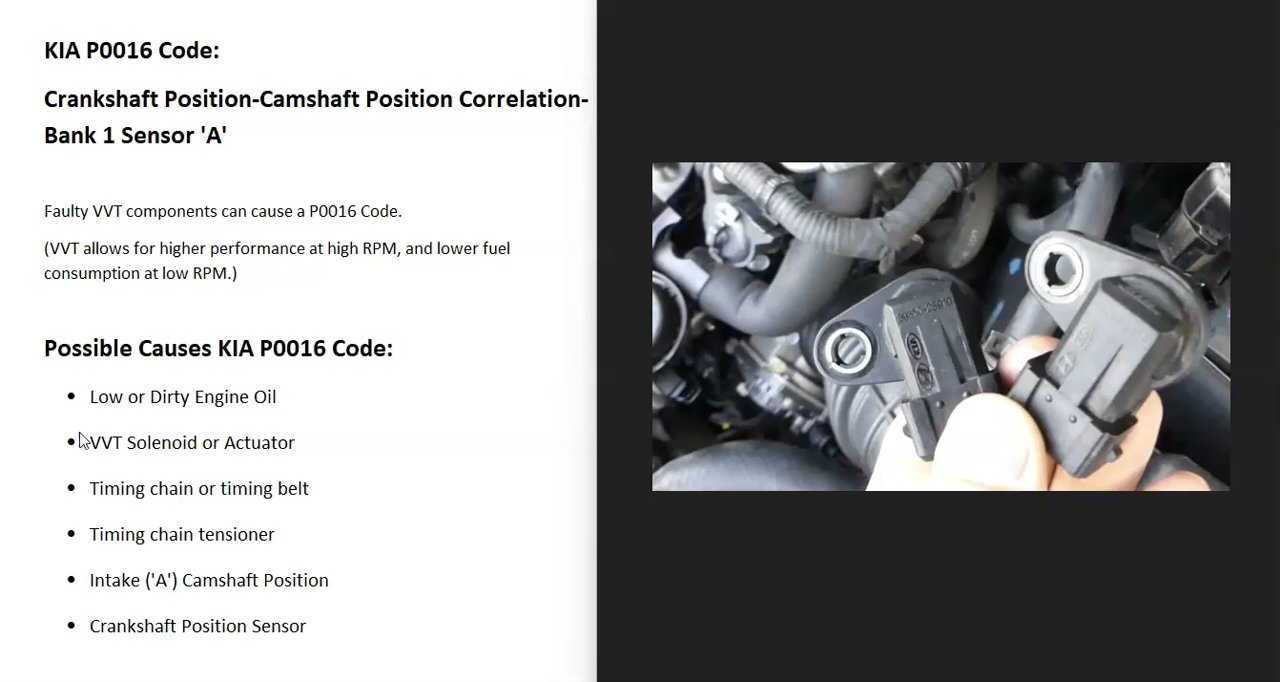 KIA P0016 Code:
Crankshaft Position-Camshaft Position Correlation-
Bank 1 Sensor 'A'
Faulty VVT components can cause a P0016 Code.
(VVT allows for higher performance at high RPM, and lower fuel
consumption at low RPM.)
Possible Causes KIA P0016 Code:
• Low or Dirty Engine Oil
• VVT Solenoid or Actuator
• Timing chain or timing belt
• Timing chain tensioner
• Intake ('A') Camshaft Position
• Crankshaft Position Sensor